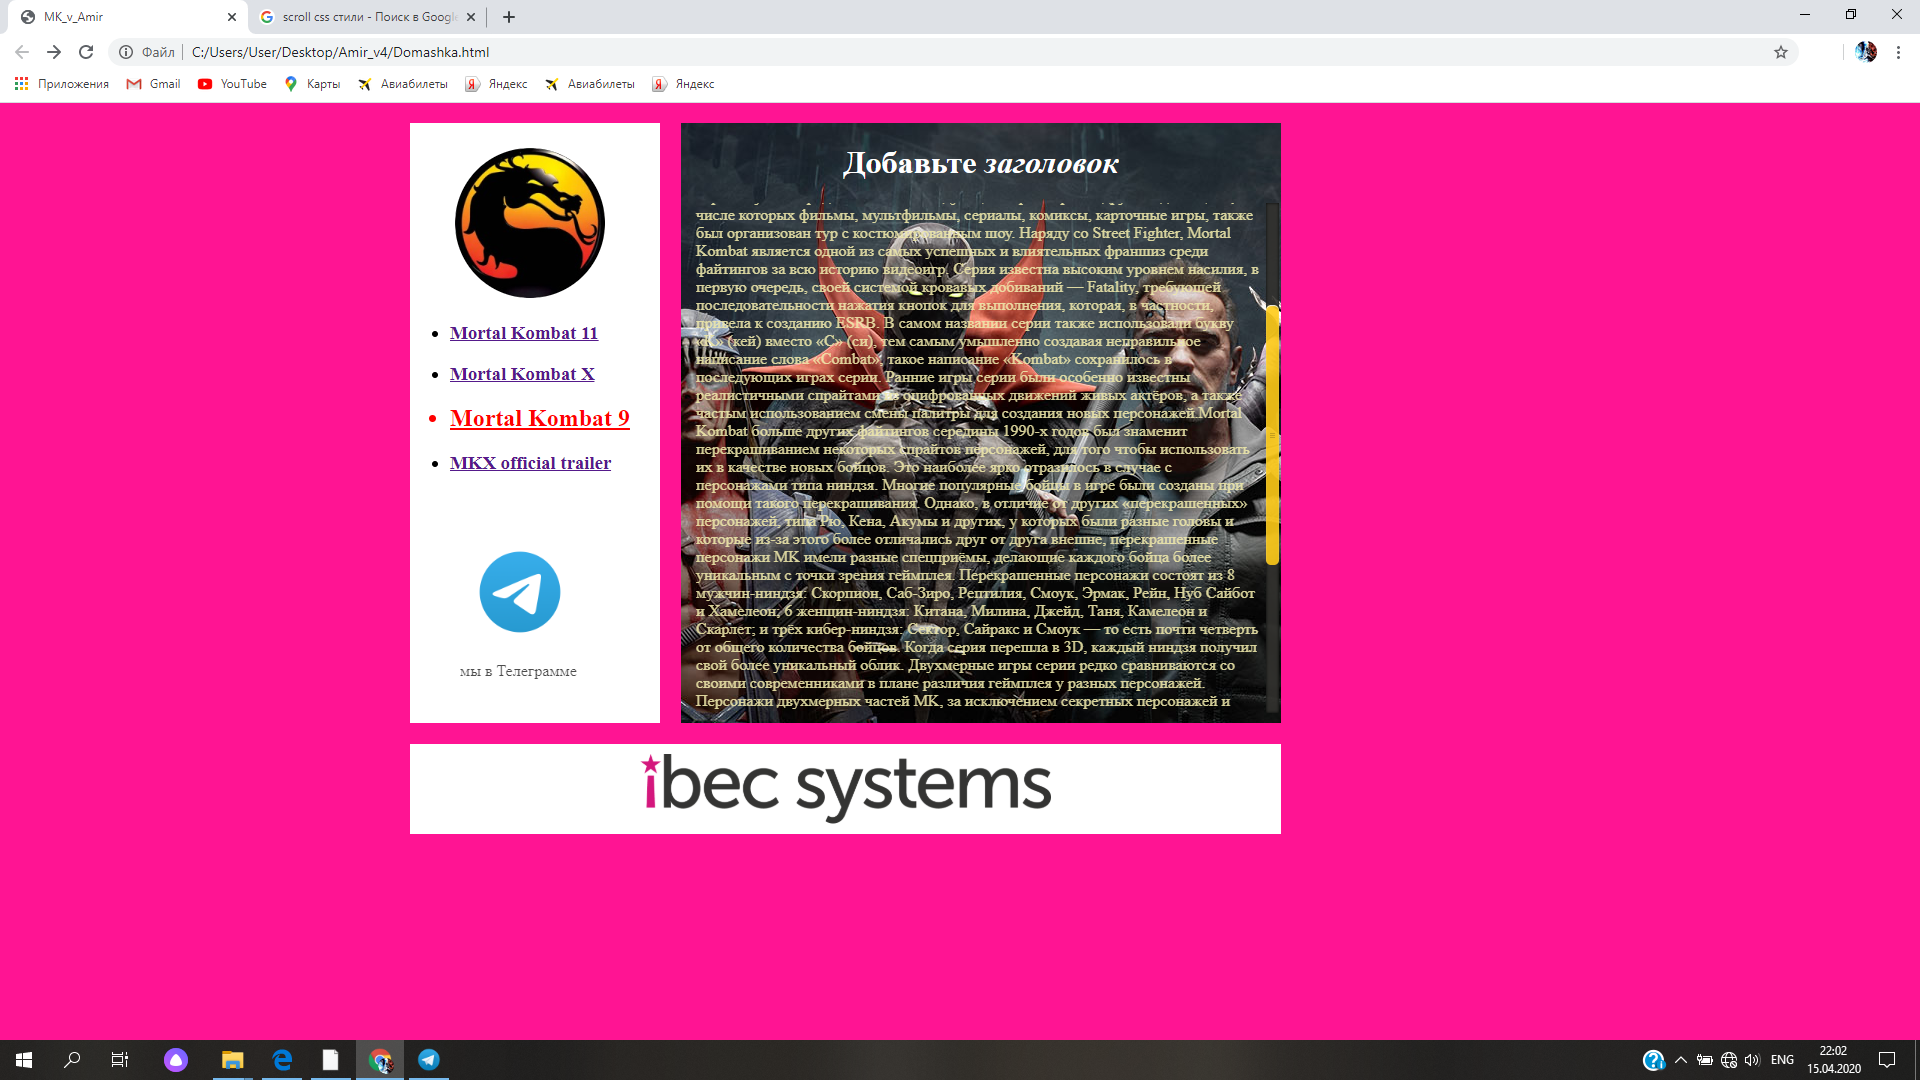 MK_v_Amir
scroll css стили - Поиск в Google
Файл
C:/Users/User/Desktop/Amir_v4/Domashka.html
Приложения
Gmail
YouTube
Карты
Авиабилеты
Яндекс
Авиабилеты
Яндекс
Mortal Kombat 11
Mortal Kombat X
Mortal Kombat 9
MKX official trailer
мы в Телеграмме
Добавьте заголовок
числе которых фильмы, мультфильмы, сериалы, комиксы, карточные игры, также
был организован тур с костюмированным шоу. Наряду со Street Fighter, Mortal
Kombat является одной из самых успешных и влиятельных франшиз среди
файтингов за всю историю видеоигр. Серия известна высоким уровнем насилия, в
первую очередь, своей системой кровавых добиваний — Fatality, требующей
последовательности нажатия кнопок для выполнения, которая, в частности,
привела к созданию ESRB. В самом названии серии также использовали букву
«K» (кей) вместо «C» (си), тем самым умышленно создавая неправильное
написание слова «Combat», такое написание «Kombat» сохранилось в
последующих играх серии. Ранние игры серии были особенно известны
реалистичными спрайтами из оцифрованных движений живых актёров, а также
частым использованием смены палитры для создания новых персонажей Mortal
Kombat больше других файтингов середины 1990-х годов был знаменит
перекрашиванием некоторых спрайтов персонажей, для того чтобы использовать
их в качестве новых бойцов. Это наиболее ярко отразилось в случае с
персонажами типа ниндзя. Многие популярные бойцы в игре были созданы при
помощи такого перекрашивания. Однако, в отличие от других «перекрашенных»
персонажей, типа Рю, Кена, Акумы и других, у которых были разные головы и
которые из-за этого более отличались друг от друга внешне, перекрашенные
персонажи MK имели разные спецприёмы, делающие каждого бойца более
уникальным с точки зрения геймплея. Перекрашенные персонажи состоят из 8
мужчин-ниндзя: Скорпион, Саб-Зиро, Рептилия, Смоук, Эрмак, Рейн, Нуб Сайбот
и Хамелеон; 6 женщин-ниндзя: Китана, Милина, Джейд, Таня, Камелеон и
Скарлет; и трёх кибер-ниндзя: Сектор, Сайракс и Смоук — то есть почти четверть
от общего количества бойцов. Когда серия перешла в 3D, каждый ниндзя получил
свой более уникальный облик. Двухмерные игры серии редко сравниваются со
своими современниками в плане различия геймплея у разных персонажей.
Персонажи двухмерных частей MK, за исключением секретных персонажей и
ibec systems
ENG
22:02
15.04.2020